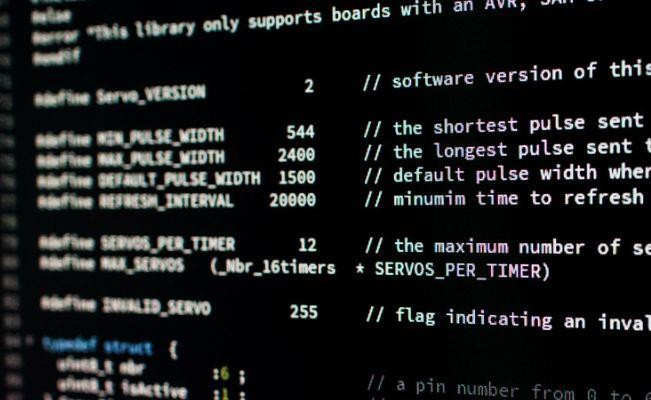 #else
#error "This library only supports boards with an AVR, SAM
#endif
#define Servo_VERSION 2 // software version of this
#define MIN_PULSE_WIDTH 544 // the shortest pulse sent
#define MAX_PULSE_WIDTH 2400 // the longest pulse sent t
#define DEFAULT_PULSE_WIDTH 1500 // default pulse width when
#define REFRESH_INTERVAL 20000 // minumim time to refresh
#define SERVOS_PER_TIMER 12 // the maximum number of se
#define MAX_SERVOS (_Nbr_16timers * SERVOS_PER_TIMER)
#define INVALID_SERVO 255 // flag indicating an inval
typedef struct {
uint8_t nbr :6 ;
uint8_t isActive :1 ;
// a pin number from 0 to